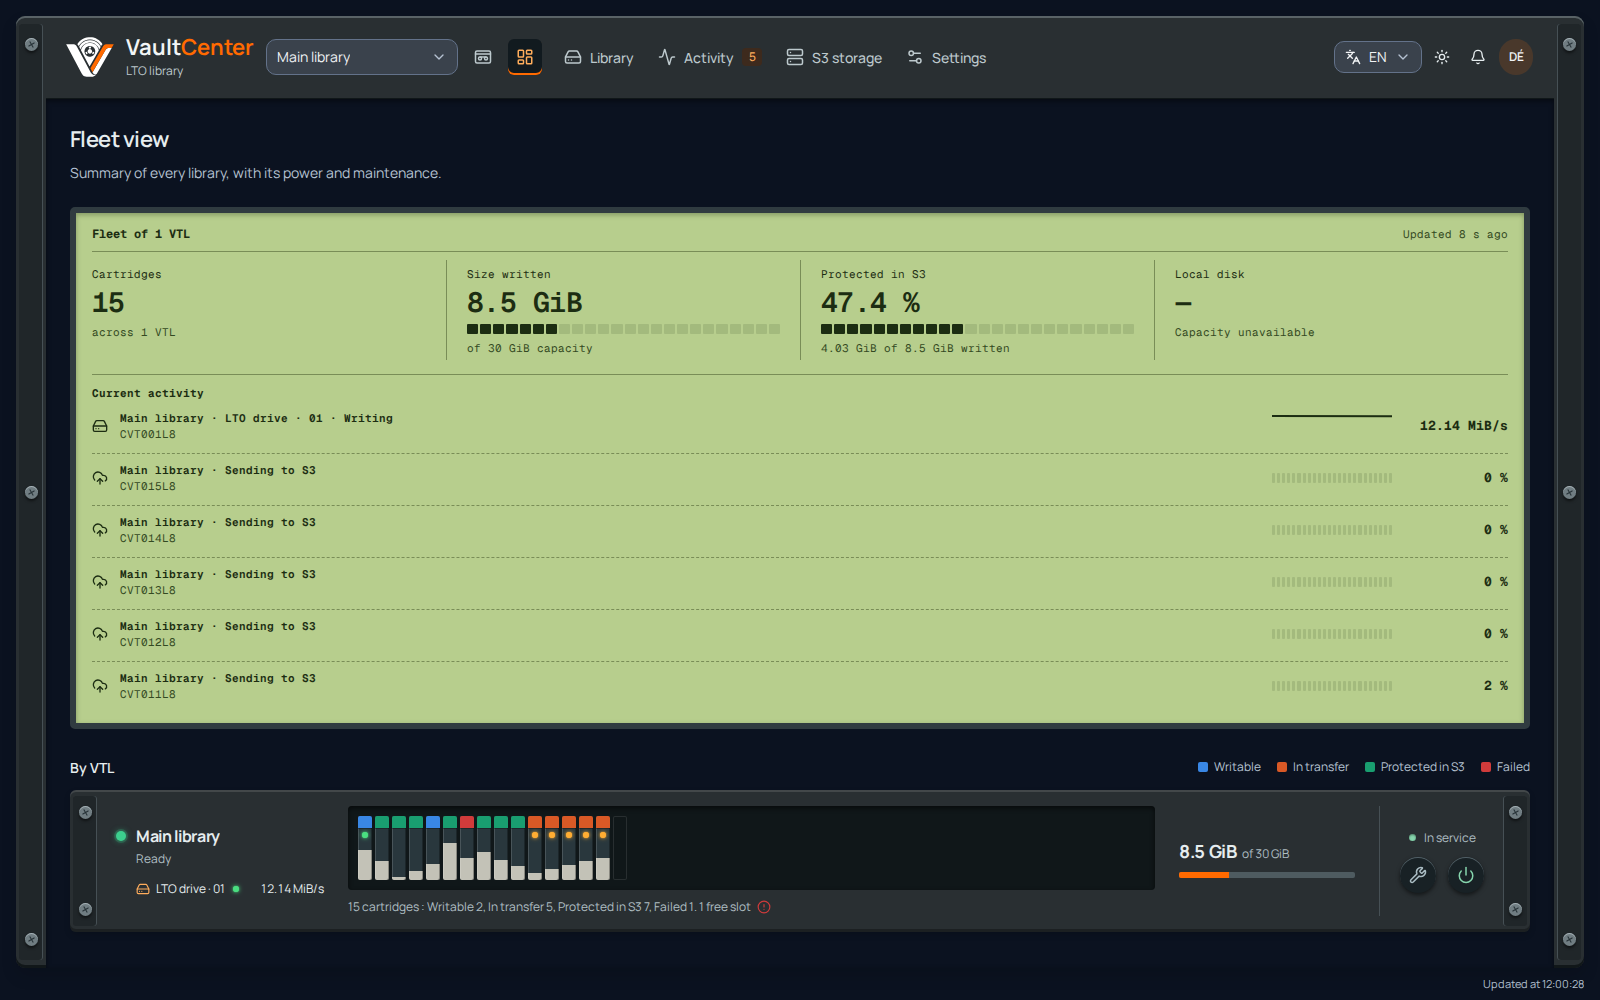 VaultCenter
LTO library
Main library
Library
Activity 5
S3 storage
Settings
EN
DÉ
Fleet view
Summary of every library, with its power and maintenance.
Fleet of 1 VTL
Updated 8 s ago
Cartridges
15
across 1 VTL
Size written
8.5 GiB
of 30 GiB capacity
Protected in S3
47.4 %
4.03 GiB of 8.5 GiB written
Local disk
—
Capacity unavailable
Current activity
Main library · LTO drive · 01 · Writing
CVT001L8
12.14 MiB/s
Main library · Sending to S3
CVT015L8
0 %
Main library · Sending to S3
CVT014L8
0 %
Main library · Sending to S3
CVT013L8
0 %
Main library · Sending to S3
CVT012L8
0 %
Main library · Sending to S3
CVT011L8
2 %
By VTL
Writable
In transfer
Protected in S3
Failed
Main library
Ready
LTO drive · 01
12.14 MiB/s
15 cartridges : Writable 2, In transfer 5, Protected in S3 7, Failed 1. 1 free slot
8.5 GiB of 30 GiB
In service
Updated at 12:00:28